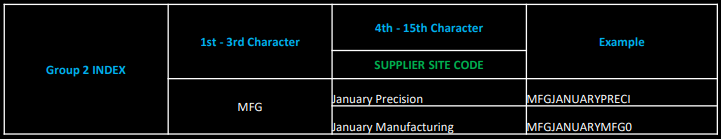 Group 2 INDEX
1st - 3rd Character
4th - 15th Character
Example
SUPPLIER SITE CODE
MFG
January Precision
MFGJANUARYPRECI
January Manufacturing
MFGJANUARYMFG0